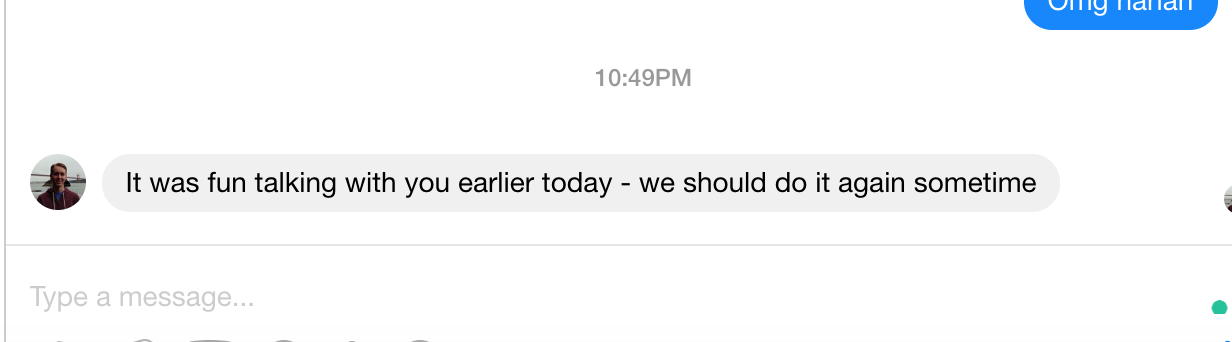 Omg hahah
10:49PM
It was fun talking with you earlier today - we should do it again sometime
Type a message...